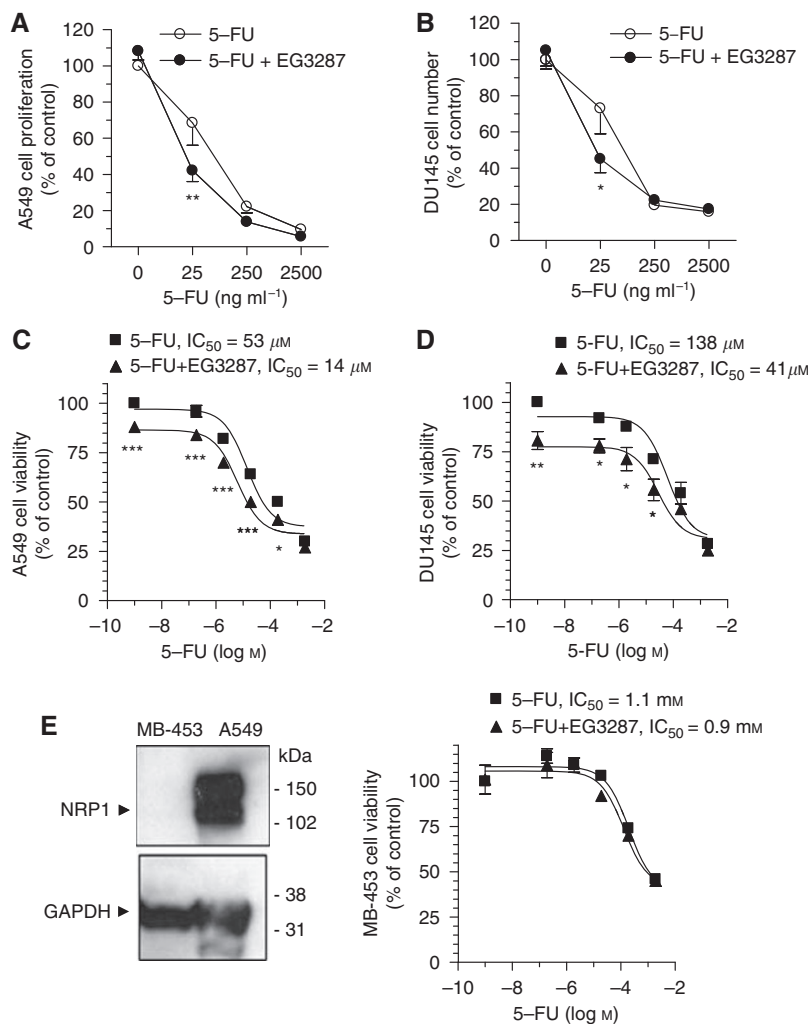 A
5–FU
5–FU + EG3287
A549 cell proliferation
(% of control)
120
100
80
60
40
20
0
**
0 25 250 2500
5–FU (ng ml⁻¹)
B
5–FU
5–FU + EG3287
DU145 cell number
(% of control)
120
100
80
60
40
20
0
*
0 25 250 2500
5–FU (ng ml⁻¹)
C
5–FU, IC₅₀ = 53 μM
5–FU+EG3287, IC₅₀ = 14 μM
A549 cell viability
(% of control)
100
75
50
25
0
***
***
***
***
*
–10 –8 –6 –4 –2
5–FU (log M)
D
5-FU, IC₅₀ = 138 μM
5-FU+EG3287, IC₅₀ = 41μM
DU145 cell viability
(% of control)
100
75
50
25
0
**
*
*
*
–10 –8 –6 –4 –2
5-FU (log M)
E
MB-453 A549
kDa
- 150
NRP1
- 102
- 38
GAPDH
- 31
5–FU, IC₅₀ = 1.1 mM
5–FU+EG3287, IC₅₀ = 0.9 mM
MB-453 cell viability
(% of control)
100
75
50
25
0
–10 –8 –6 –4 –2
5–FU (log M)